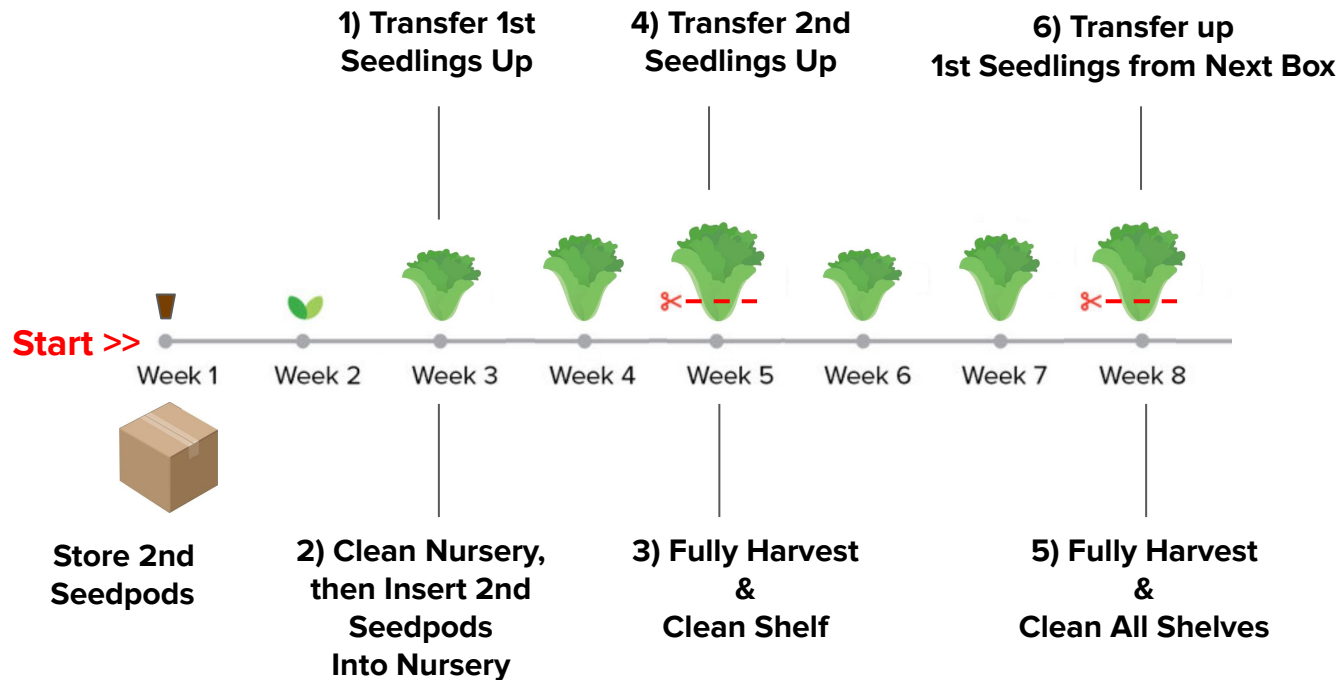 1) Transfer 1st
Seedlings Up
4) Transfer 2nd
Seedlings Up
6) Transfer up
1st Seedlings from Next Box
Start >>
Week 1
Week 2
Week 3
Week 4
Week 5
Week 6
Week 7
Week 8
Store 2nd
Seedpods
2) Clean Nursery,
then Insert 2nd
Seedpods
Into Nursery
3) Fully Harvest
&
Clean Shelf
5) Fully Harvest
&
Clean All Shelves